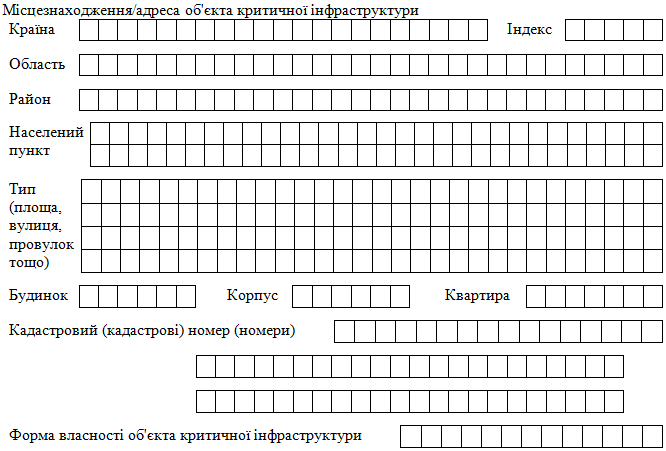 Місцезнаходження/адреса об'єкта критичної інфраструктури
Країна Індекс
Область
Район
Населений
пункт
Тип
(площа,
вулиця,
провулок
тощо)
Будинок Корпус Квартира
Кадастровий (кадастрові) номер (номери)
Форма власності об'єкта критичної інфраструктури